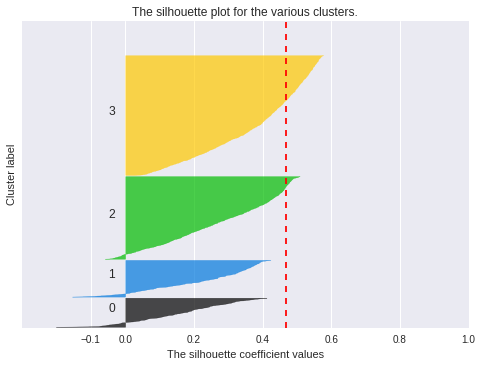 The silhouette plot for the various clusters.
Cluster label
3
2
1
0
−0.1 0.0 0.2 0.4 0.6 0.8 1.0
The silhouette coefficient values